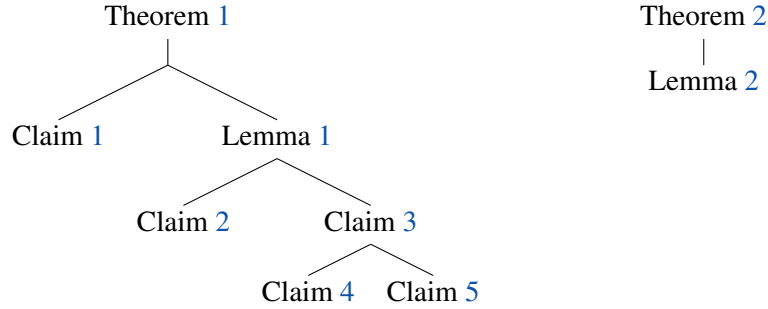 Theorem 1
Theorem 2
Lemma 2
Claim 1
Lemma 1
Claim 2
Claim 3
Claim 4
Claim 5